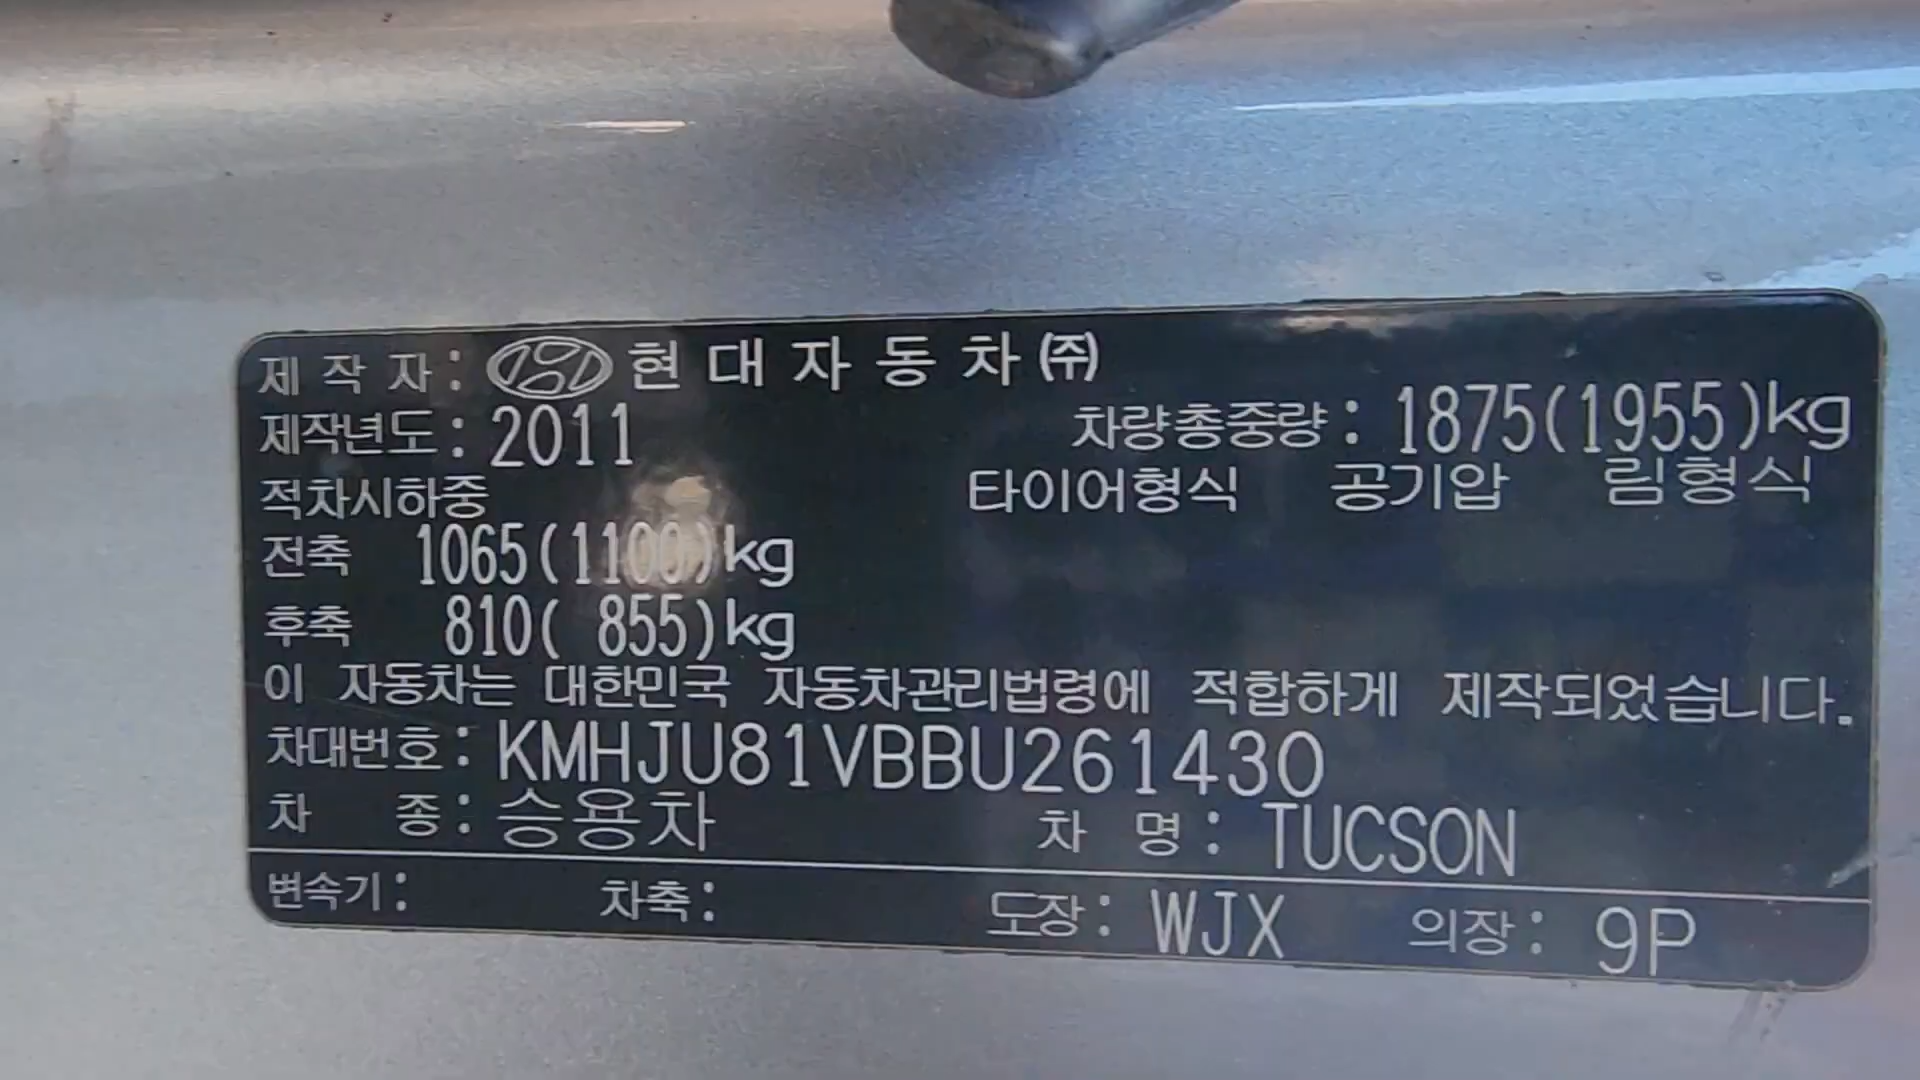 제 작 자: 현 대 자 동 차 ㈜
제작년도: 2011 차량총중량: 1875(1955)kg
적차시하중 타이어형식 공기압 림형식
전축 1065(1100)kg
후축 810( 855)kg
이 자동차는 대한민국 자동차관리법령에 적합하게 제작되었습니다.
차대번호: KMHJU81VBBU261430
차 종: 승용차 차 명: TUCSON
변속기: 차축: 도장: WJX 의장: 9P